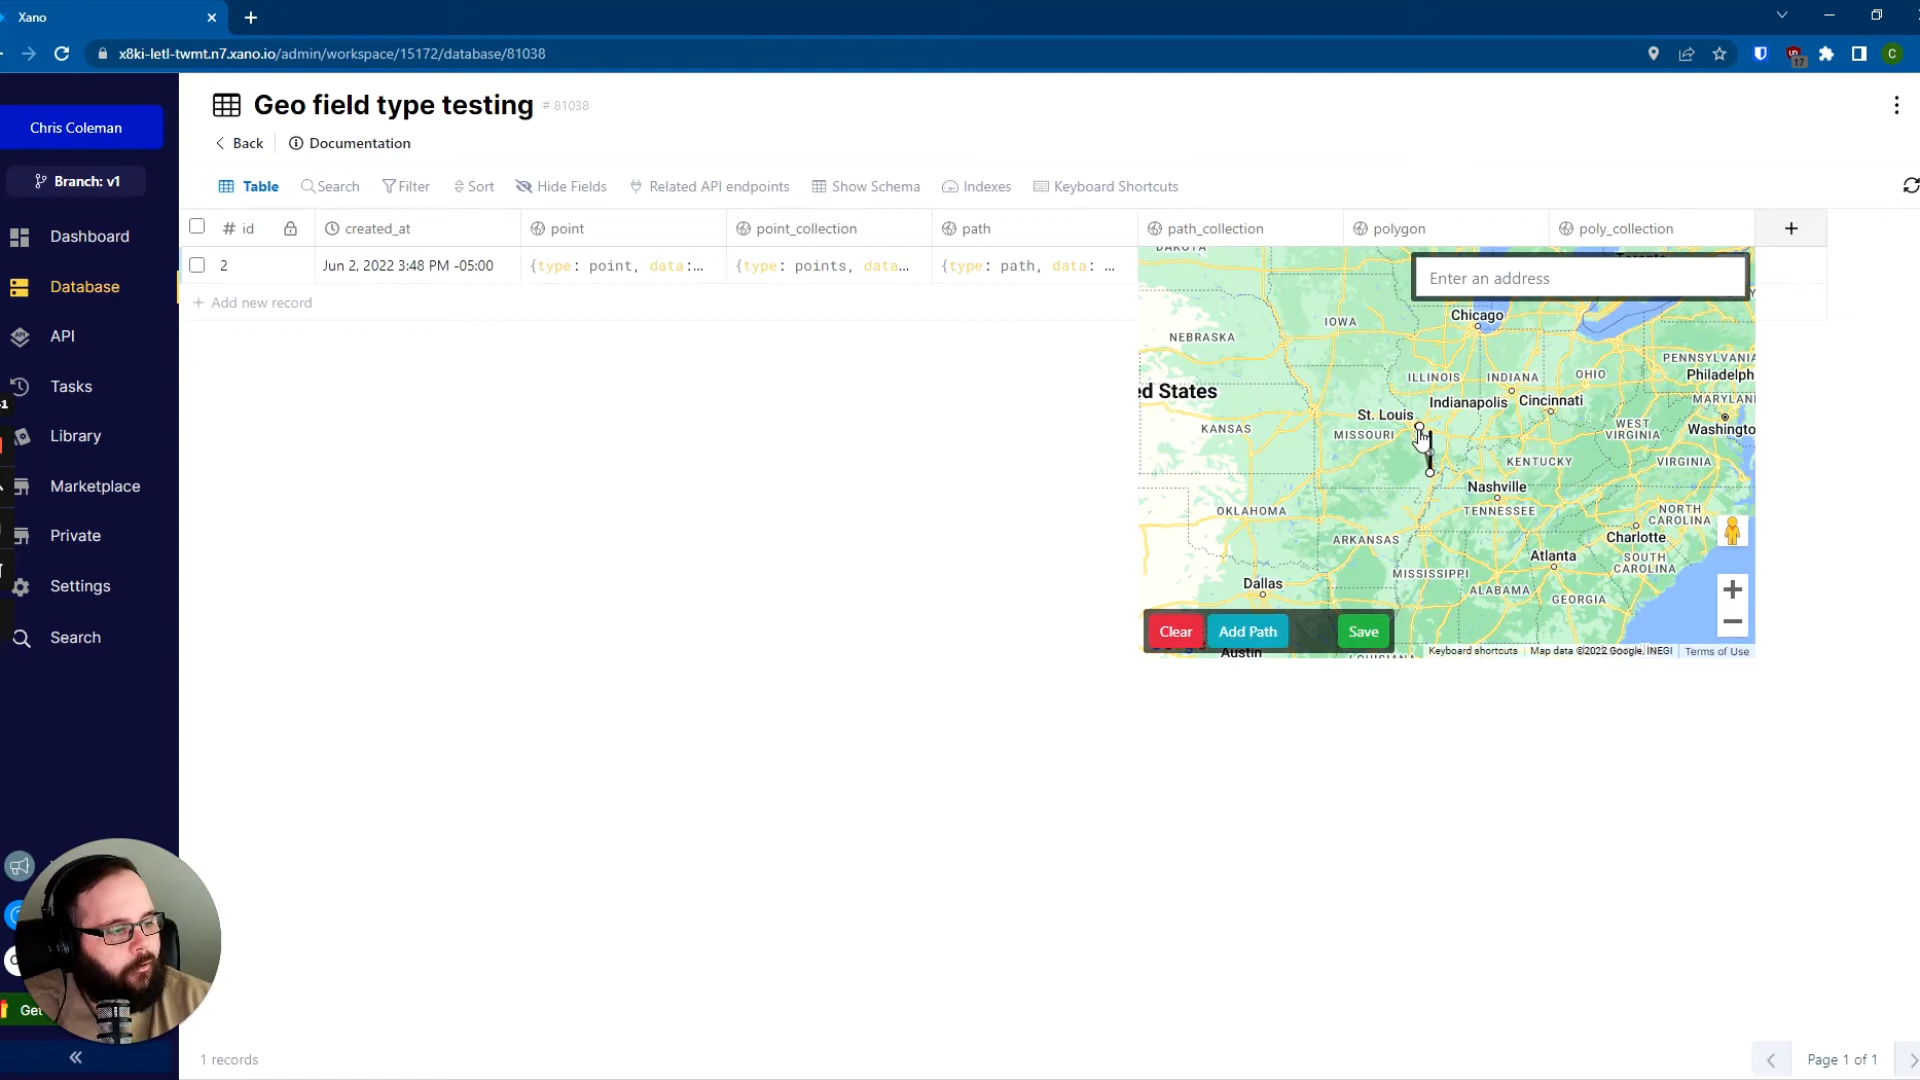 Xano
x8ki-letl-twmt.n7.xano.io/admin/workspace/15172/database/81038
17
C
Chris Coleman
Branch: v1
Dashboard
Database
API
Tasks
Library
Marketplace
Private
Settings
Search
Get
Geo field type testing # 81038
Back
Documentation
Table
Search
Filter
Sort
Hide Fields
Related API endpoints
Show Schema
Indexes
Keyboard Shortcuts
# id
created_at
point
point_collection
path
path_collection
polygon
poly_collection
+
2
Jun 2, 2022 3:48 PM -05:00
{type: point, data:...
{type: points, data...
{type: path, data: ...
+ Add new record
DAKOTA
Toronto
Enter an address
Chicago
IOWA
NEBRASKA
PENNSYLVANIA
Philadelph
ILLINOIS
INDIANA
OHIO
ed States
Indianapolis
Cincinnati
MARYLAN
St. Louis
KANSAS
MISSOURI
WEST
VIRGINIA
Washingto
KENTUCKY
VIRGINIA
Nashville
OKLAHOMA
TENNESSEE
NORTH
CAROLINA
ARKANSAS
Charlotte
Atlanta
SOUTH
CAROLINA
MISSISSIPPI
Dallas
ALABAMA
GEORGIA
Clear
Add Path
Save
Austin
LOUISIANA
Keyboard shortcuts
Map data ©2022 Google, INEGI
Terms of Use
1 records
Page 1 of 1